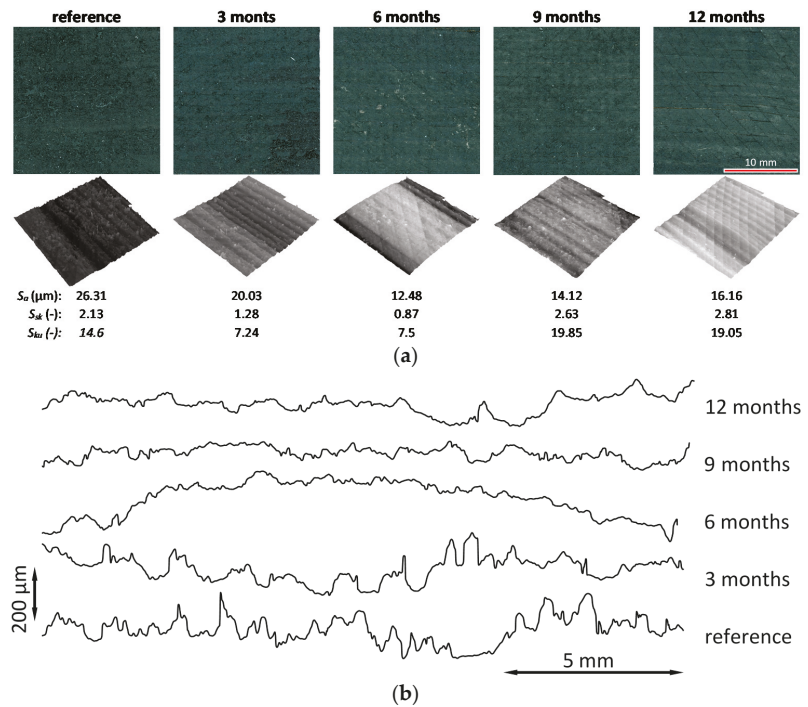 reference 3 monts 6 months 9 months 12 months
10 mm
Sa (μm): 26.31 20.03 12.48 14.12 16.16
Ssk (-): 2.13 1.28 0.87 2.63 2.81
Sku (-): 14.6 7.24 7.5 19.85 19.05
(a)
12 months
9 months
6 months
3 months
200 μm
reference
5 mm
(b)